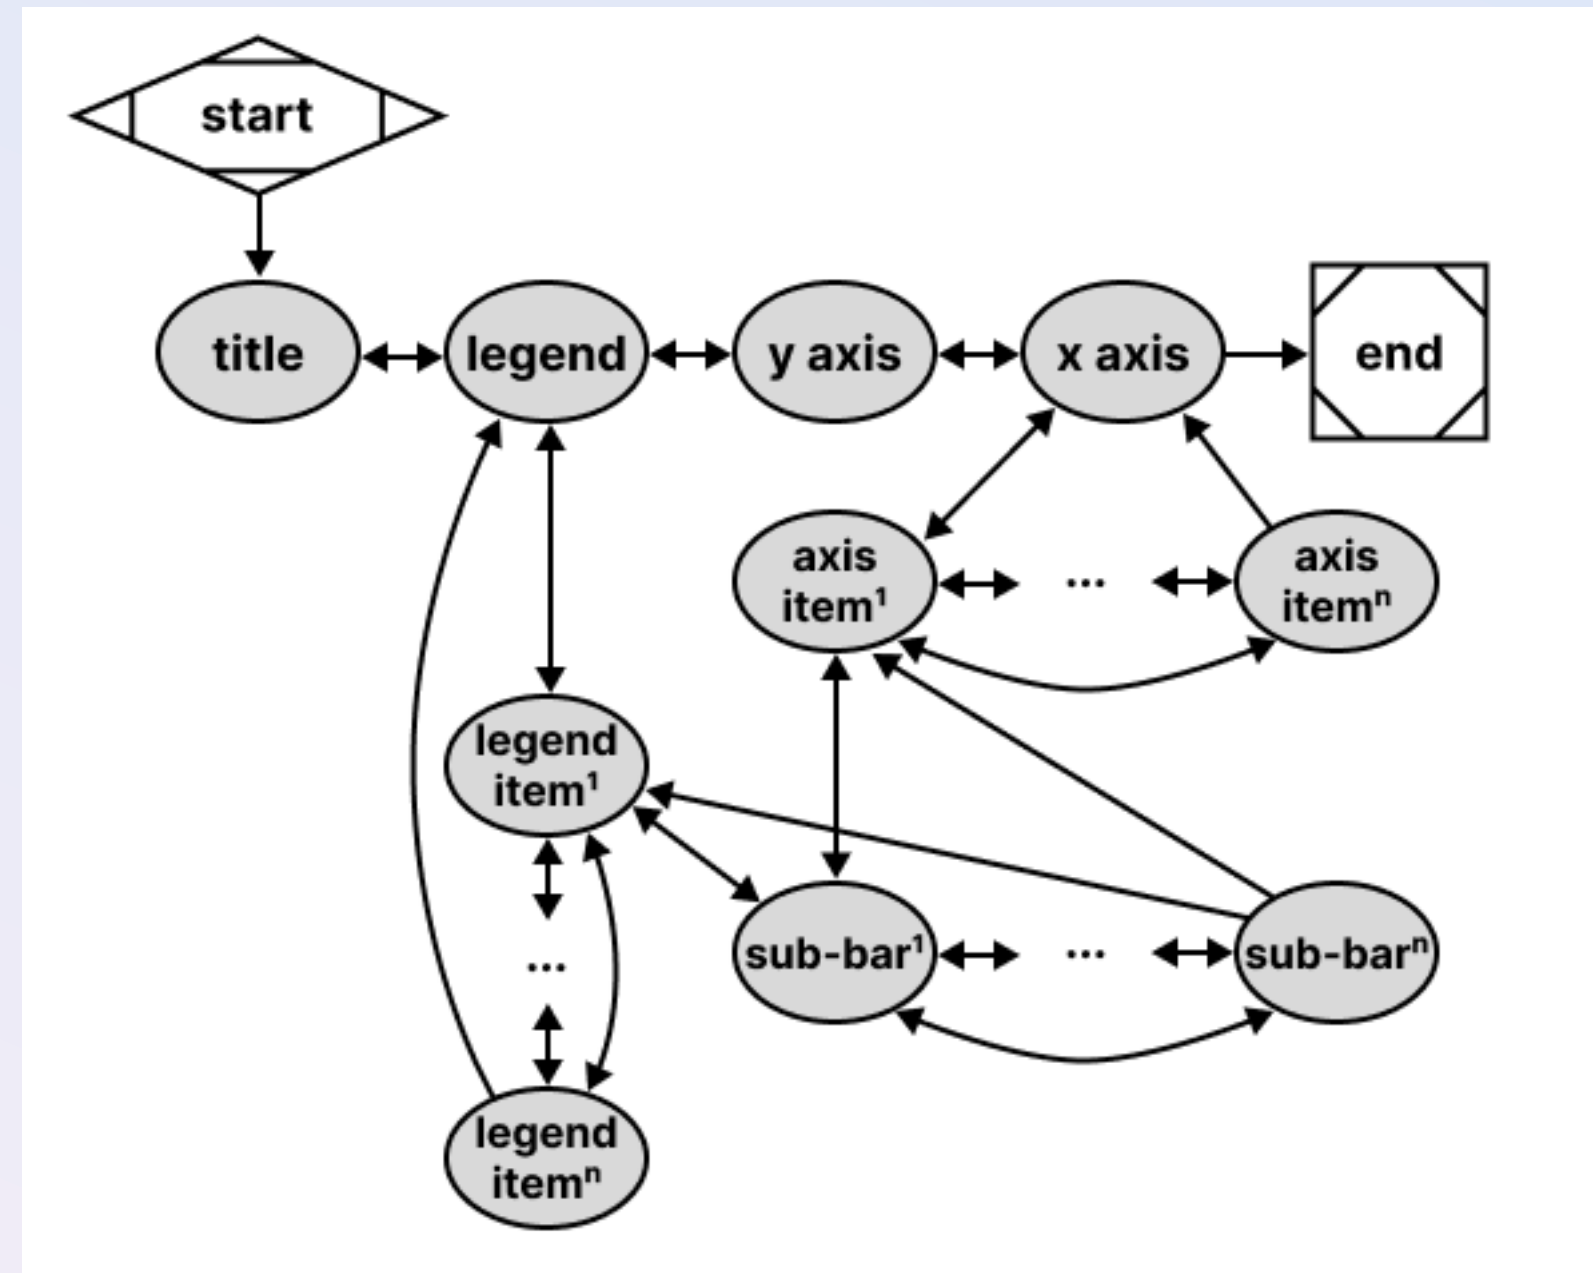 start
title
legend
y axis
x axis
end
axis
item¹
...
axis
itemⁿ
legend
item¹
...
sub-bar¹
...
sub-barⁿ
legend
itemⁿ